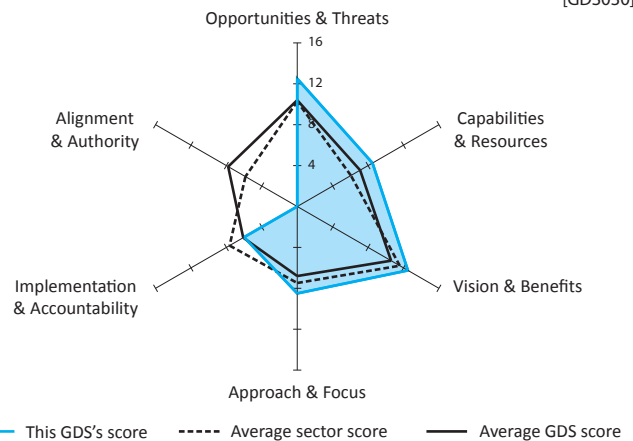 [GDS030]
Opportunities & Threats
16
12
8
4
Alignment
& Authority
Capabilities
& Resources
Implementation
& Accountability
Vision & Benefits
Approach & Focus
This GDS's score
Average sector score
Average GDS score